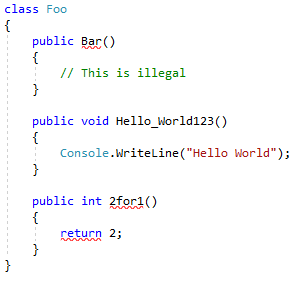 class Foo
{
    public Bar()
    {
        // This is illegal
    }

    public void Hello_World123()
    {
        Console.WriteLine("Hello World");
    }

    public int 2for1()
    {
        return 2;
    }
}